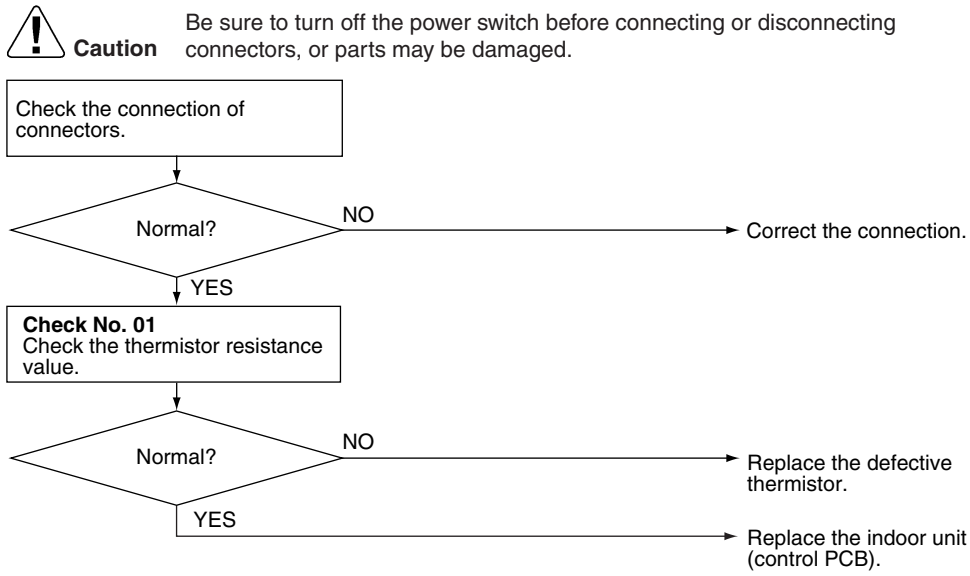 Be sure to turn off the power switch before connecting or disconnecting
Caution connectors, or parts may be damaged.
Check the connection of
connectors.
Normal?
NO
Correct the connection.
YES
Check No. 01
Check the thermistor resistance
value.
Normal?
NO
Replace the defective
thermistor.
YES
Replace the indoor unit
(control PCB).